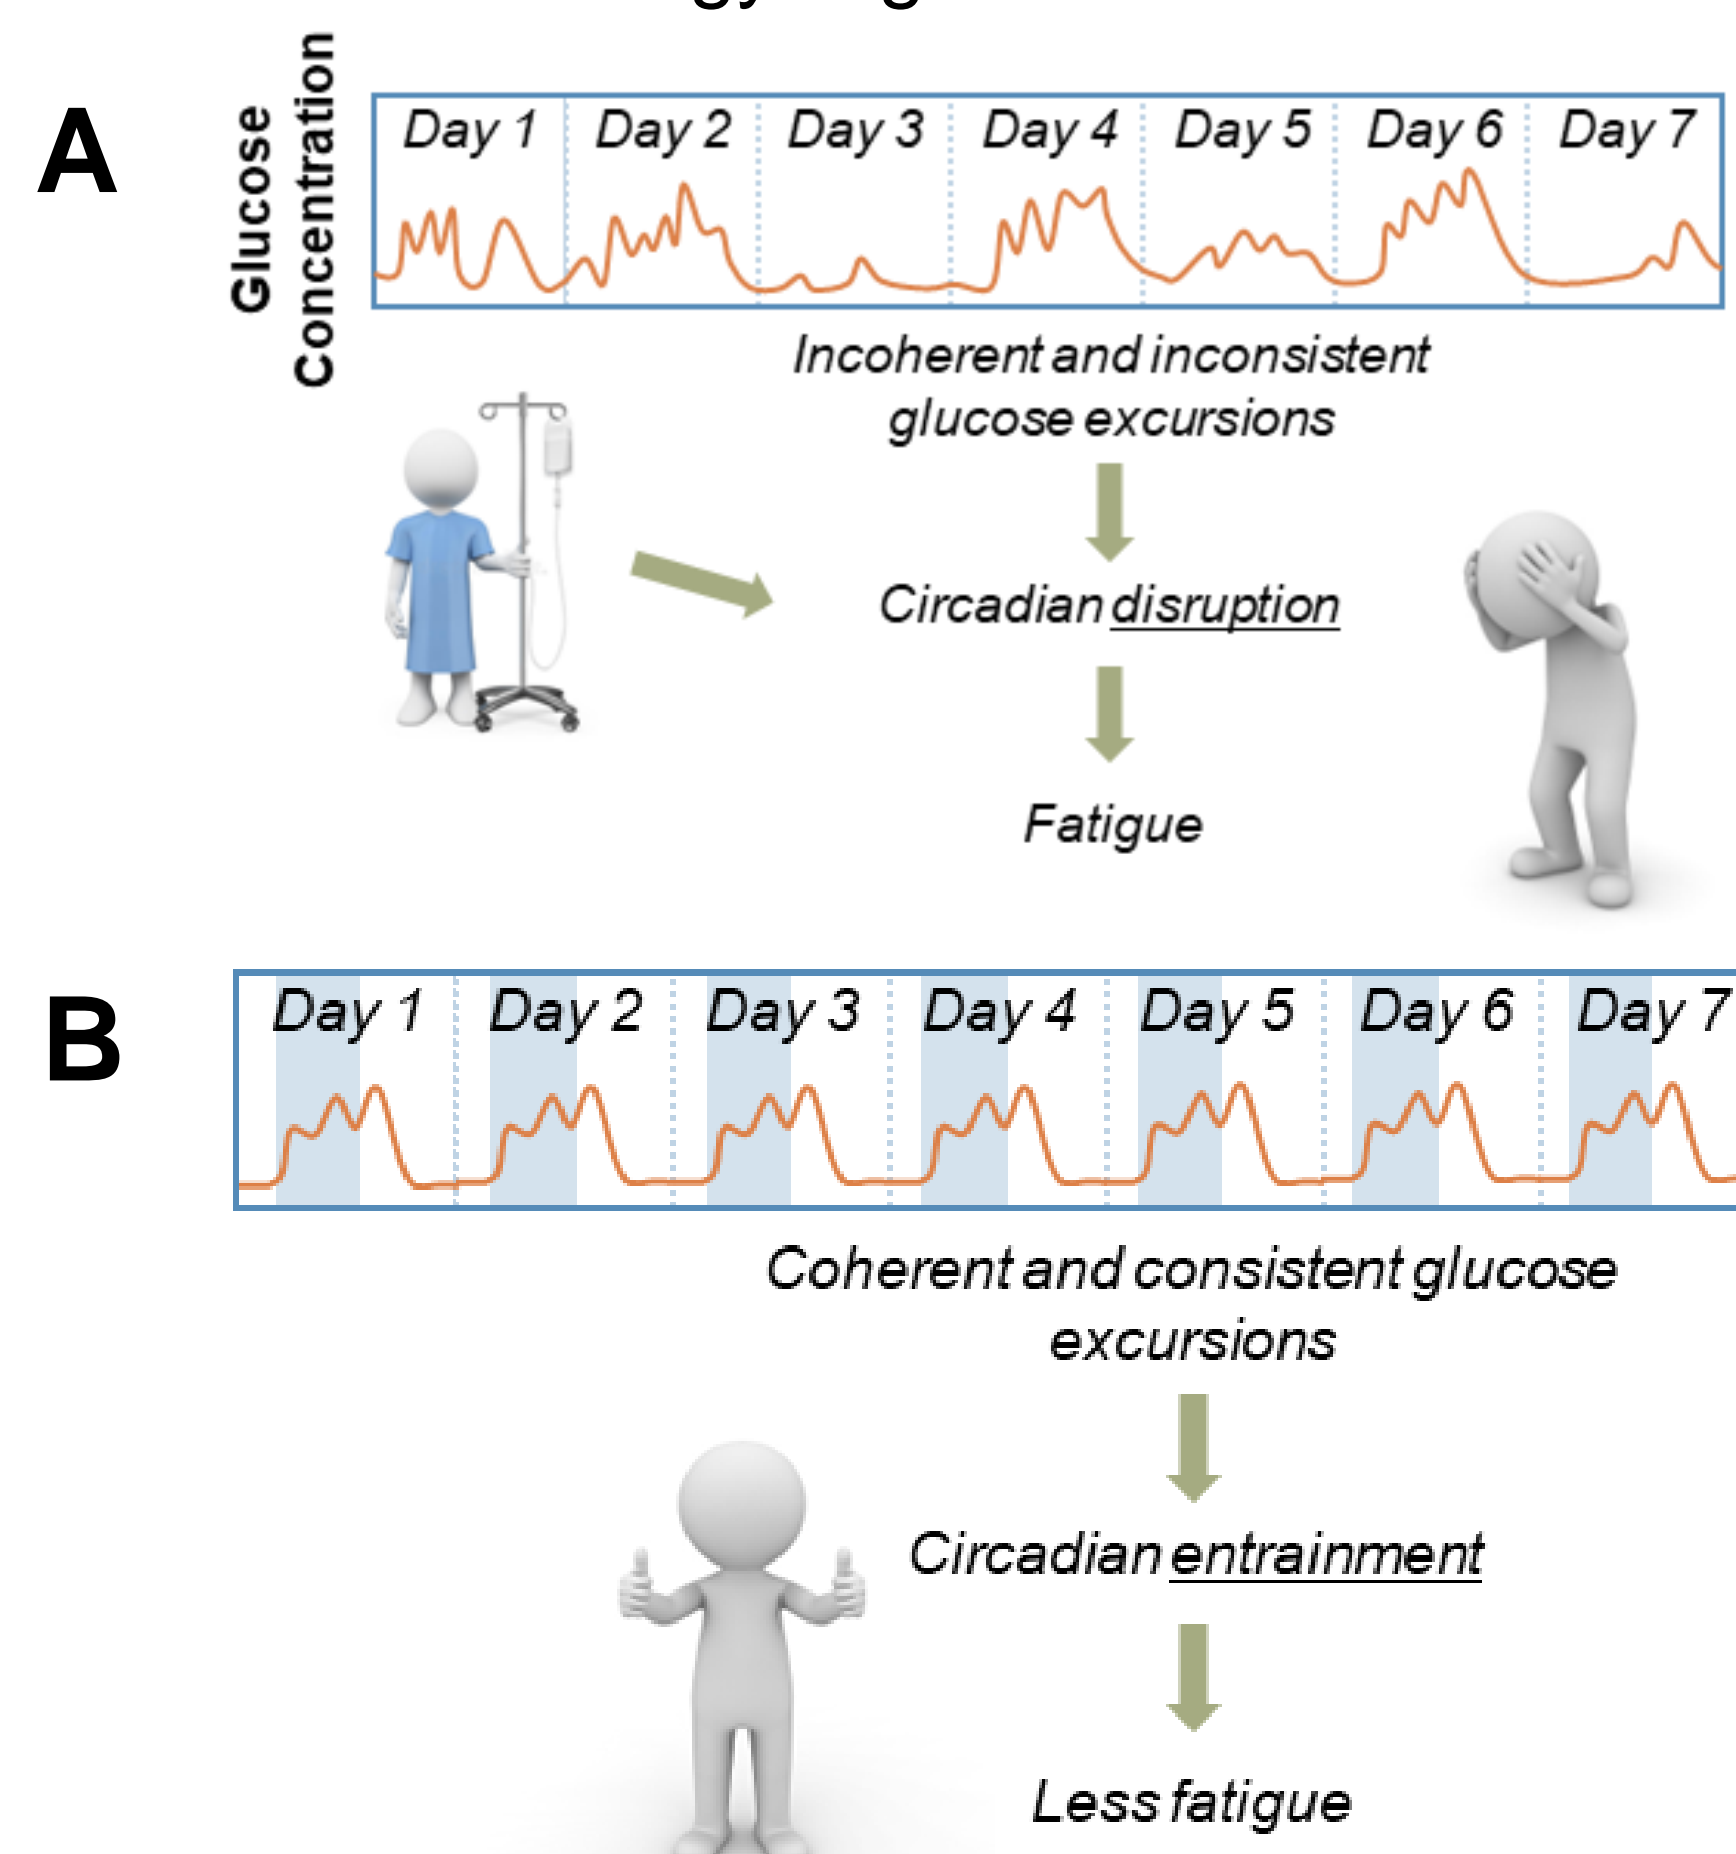 A
Glucose
Concentration
Day 1 Day 2 Day 3 Day 4 Day 5 Day 6 Day 7
Incoherent and inconsistent
glucose excursions
Circadian disruption
Fatigue
B
Day 1 Day 2 Day 3 Day 4 Day 5 Day 6 Day 7
Coherent and consistent glucose
excursions
Circadian entrainment
Less fatigue